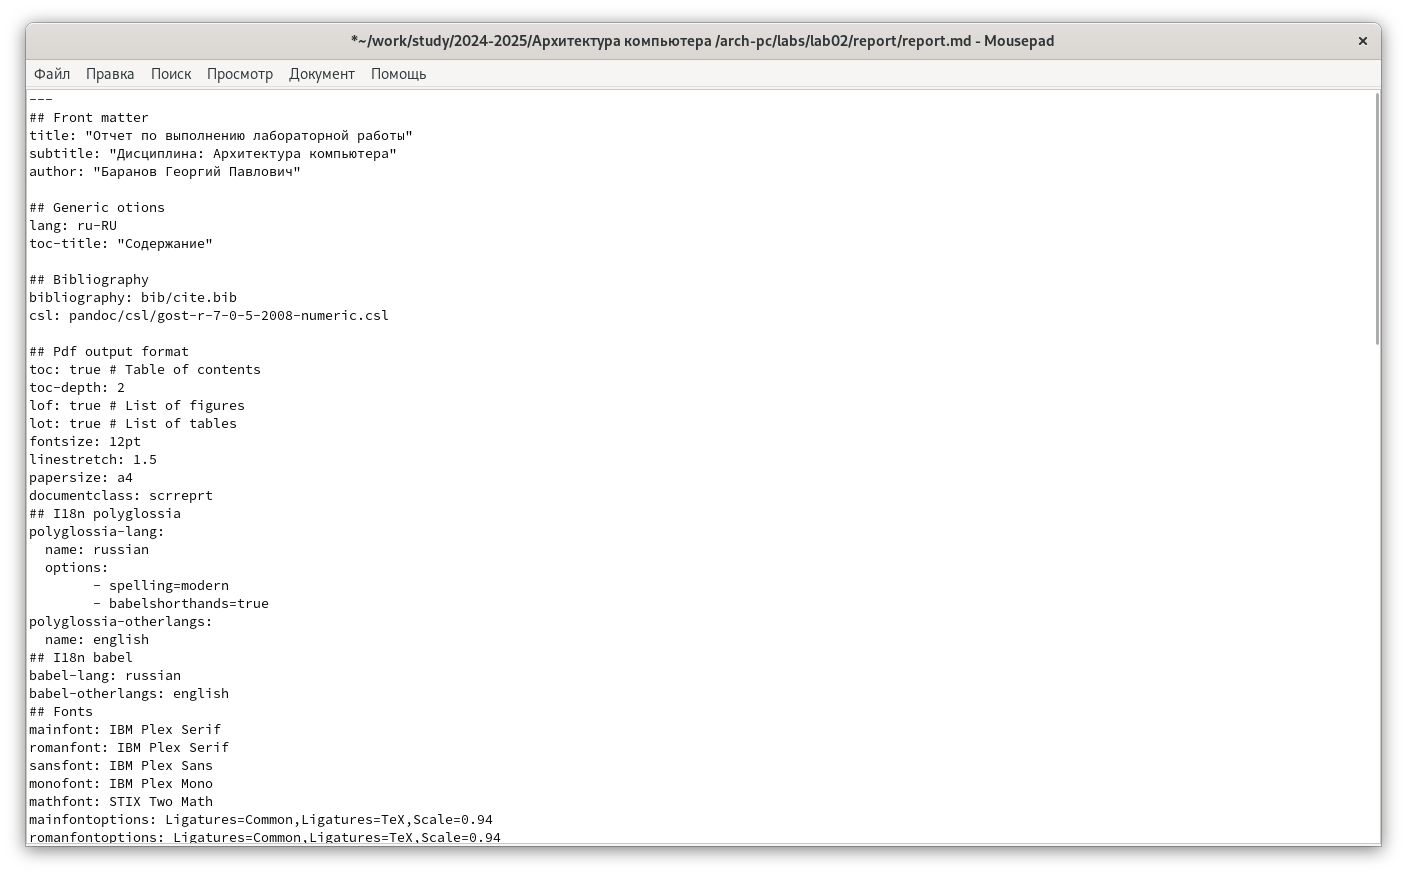 *~/work/study/2024-2025/Архитектура компьютера /arch-pc/labs/lab02/report/report.md - Mousepad
×
Файл Правка Поиск Просмотр Документ Помощь
---
## Front matter
title: "Отчет по выполнению лабораторной работы"
subtitle: "Дисциплина: Архитектура компьютера"
author: "Баранов Георгий Павлович"

## Generic otions
lang: ru-RU
toc-title: "Содержание"

## Bibliography
bibliography: bib/cite.bib
csl: pandoc/csl/gost-r-7-0-5-2008-numeric.csl

## Pdf output format
toc: true # Table of contents
toc-depth: 2
lof: true # List of figures
lot: true # List of tables
fontsize: 12pt
linestretch: 1.5
papersize: a4
documentclass: scrreprt
## I18n polyglossia
polyglossia-lang:
  name: russian
  options:
        - spelling=modern
        - babelshorthands=true
polyglossia-otherlangs:
  name: english
## I18n babel
babel-lang: russian
babel-otherlangs: english
## Fonts
mainfont: IBM Plex Serif
romanfont: IBM Plex Serif
sansfont: IBM Plex Sans
monofont: IBM Plex Mono
mathfont: STIX Two Math
mainfontoptions: Ligatures=Common,Ligatures=TeX,Scale=0.94
romanfontoptions: Ligatures=Common,Ligatures=TeX,Scale=0.94